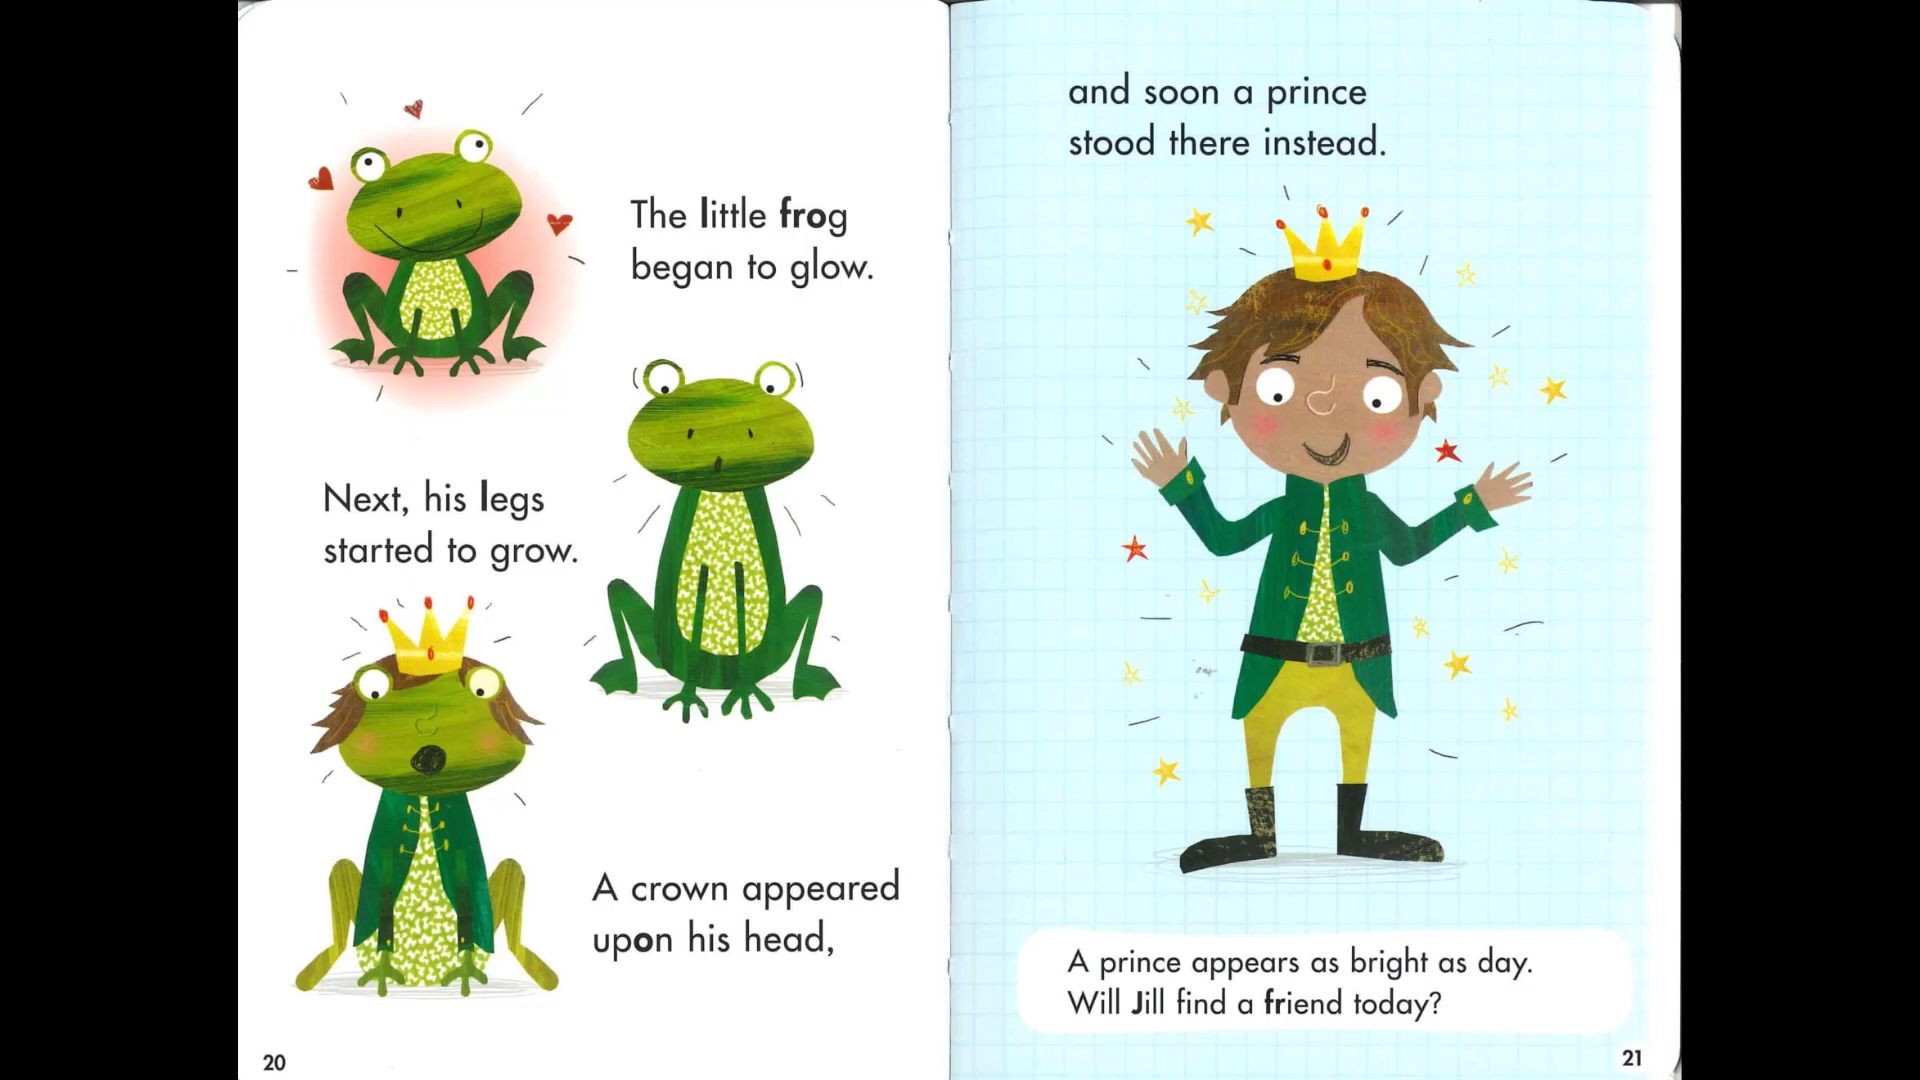 The little frog
began to glow.
Next, his legs
started to grow.
A crown appeared
upon his head,
20
and soon a prince
stood there instead.
A prince appears as bright as day.
Will Jill find a friend today?
21